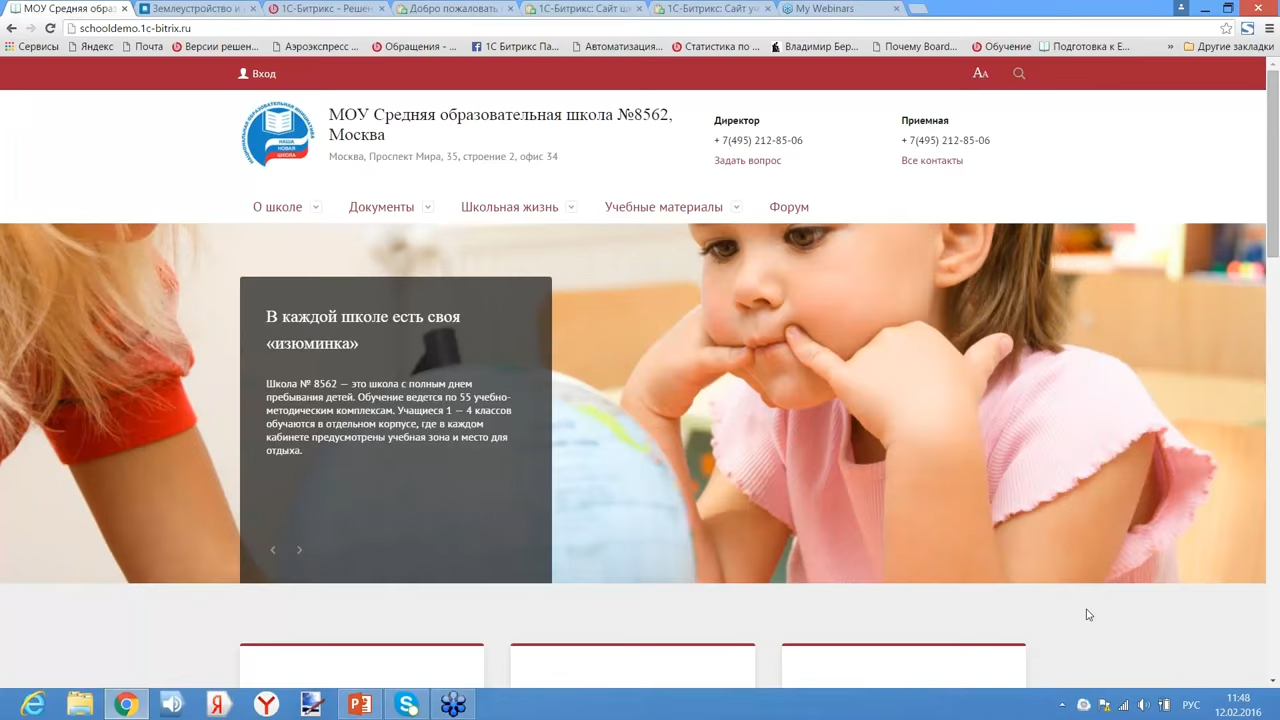 МОУ Средняя образ
Землеустройство и
1С-Битрикс - Решен
Добро пожаловать
1С-Битрикс: Сайт ш
1С-Битрикс: Сайт уч
My Webinars
schooldemo.1c-bitrix.ru
Сервисы
Яндекс
Почта
Версии решен...
Аэроэкспресс ...
Обращения - ...
1С Битрикс Па...
Автоматизация...
Статистика по ...
Владимир Бер...
Почему Board...
Обучение
Подготовка к Е...
»
Другие закладки
Вход
АА
НАША НОВАЯ ШКОЛА
МОУ Средняя образовательная школа №8562,
Москва
Москва, Проспект Мира, 35, строение 2, офис 34
Директор
+ 7(495) 212-85-06
Задать вопрос
Приемная
+ 7(495) 212-85-06
Все контакты
О школе
Документы
Школьная жизнь
Учебные материалы
Форум
В каждой школе есть своя
«изюминка»
Школа № 8562 — это школа с полным днем
пребывания детей. Обучение ведется по 55 учебно-
методическим комплексам. Учащиеся 1 — 4 классов
обучаются в отдельном корпусе, где в каждом
кабинете предусмотрены учебная зона и место для
отдыха.
РУС
11:48
12.02.2016